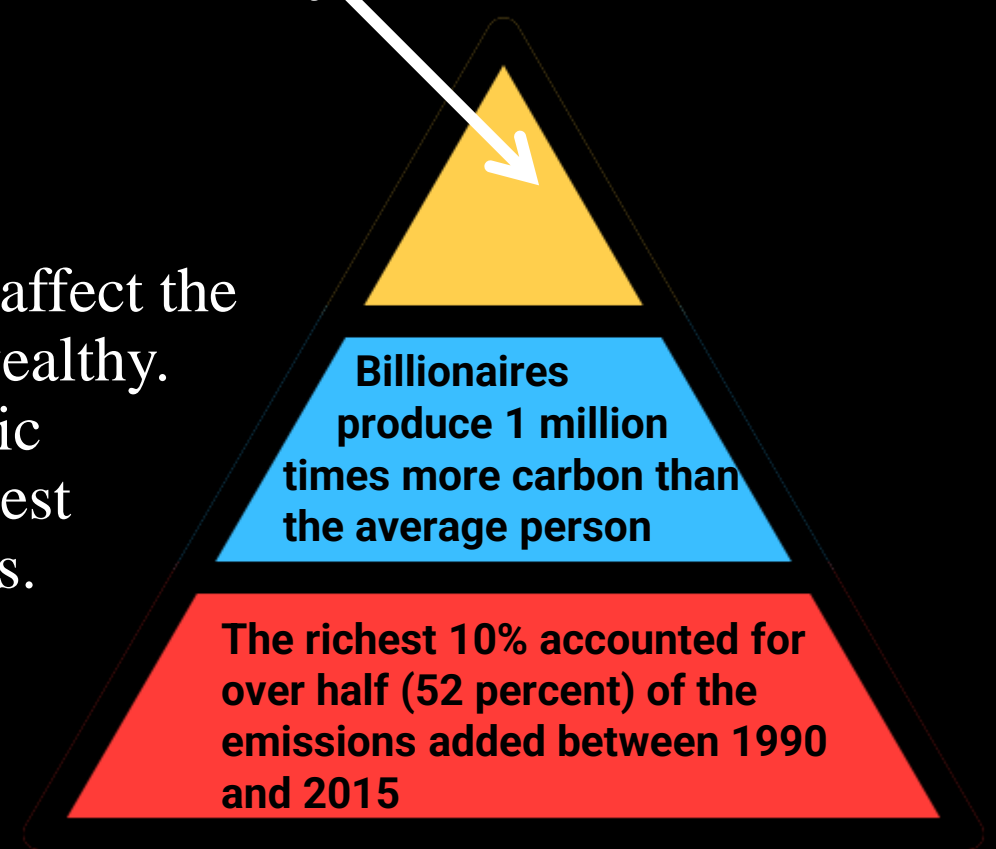 affect the
ealthy.
ic
est
s.
Billionaires
produce 1 million
times more carbon than
the average person
The richest 10% accounted for
over half (52 percent) of the
emissions added between 1990
and 2015